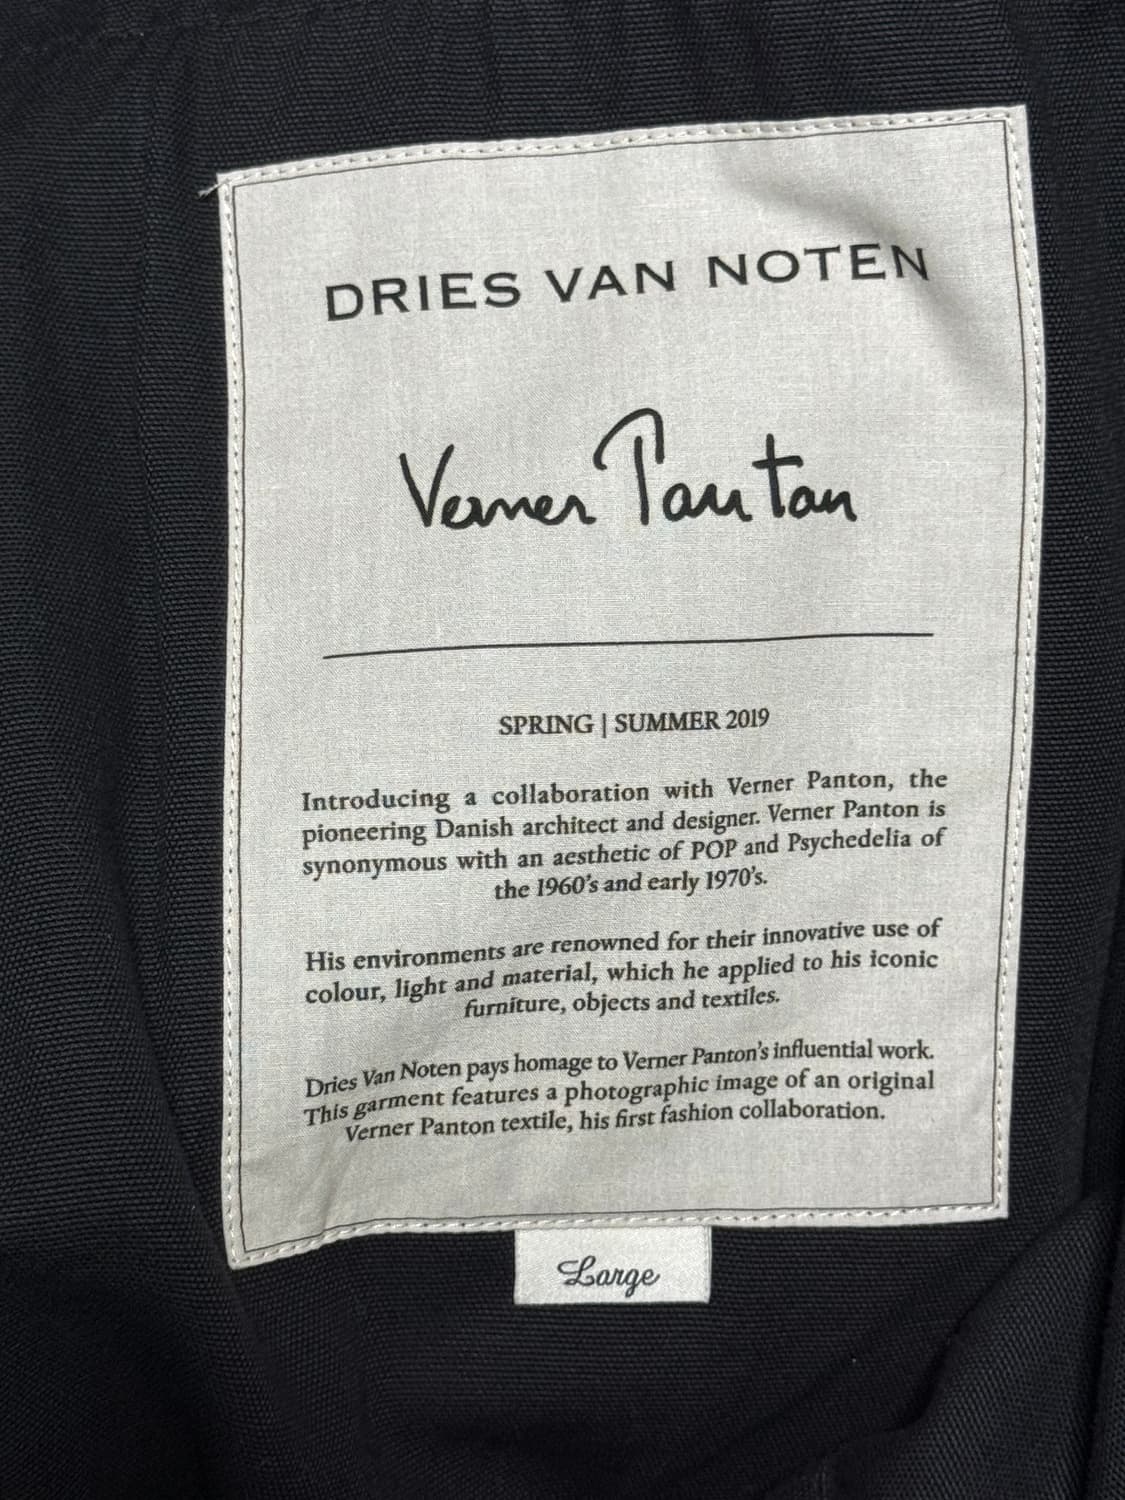 DRIES VAN NOTEN
Verner Panton
SPRING | SUMMER 2019
Introducing a collaboration with Verner Panton, the
pioneering Danish architect and designer. Verner Panton is
synonymous with an aesthetic of POP and Psychedelia of
the 1960's and early 1970's.
His environments are renowned for their innovative use of
colour, light and material, which he applied to his iconic
furniture, objects and textiles.
Dries Van Noten pays homage to Verner Panton's influential work.
This garment features a photographic image of an original
Verner Panton textile, his first fashion collaboration.
Large